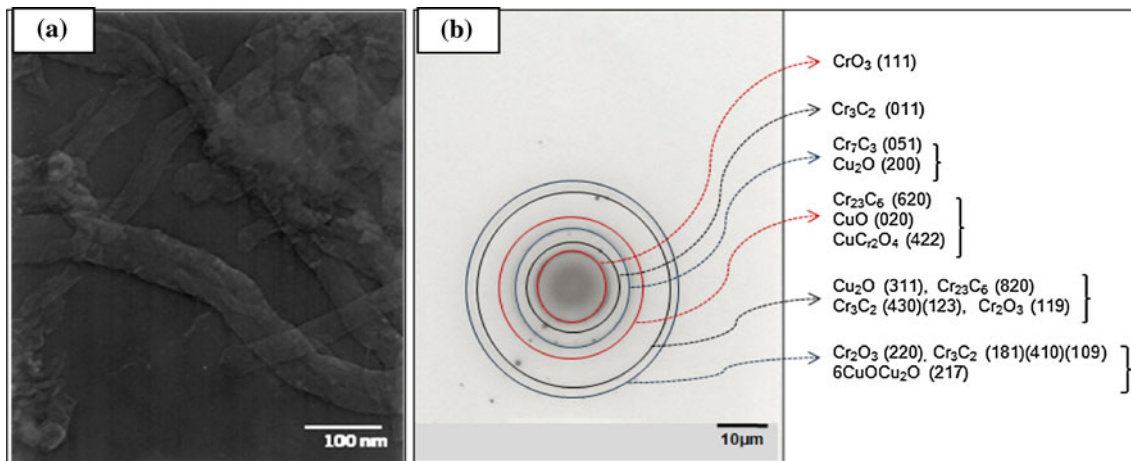 (a)
100 nm
(b)
10µm
CrO₃ (111)
Cr₃C₂ (011)
Cr₇C₃ (051)
Cu₂O (200)
Cr₂₃C₆ (620)
CuO (020)
CuCr₂O₄ (422)
Cu₂O (311), Cr₂₃C₆ (820)
Cr₃C₂ (430)(123), Cr₂O₃ (119)
Cr₂O₃ (220), Cr₃C₂ (181)(410)(109)
6CuOCu₂O (217)